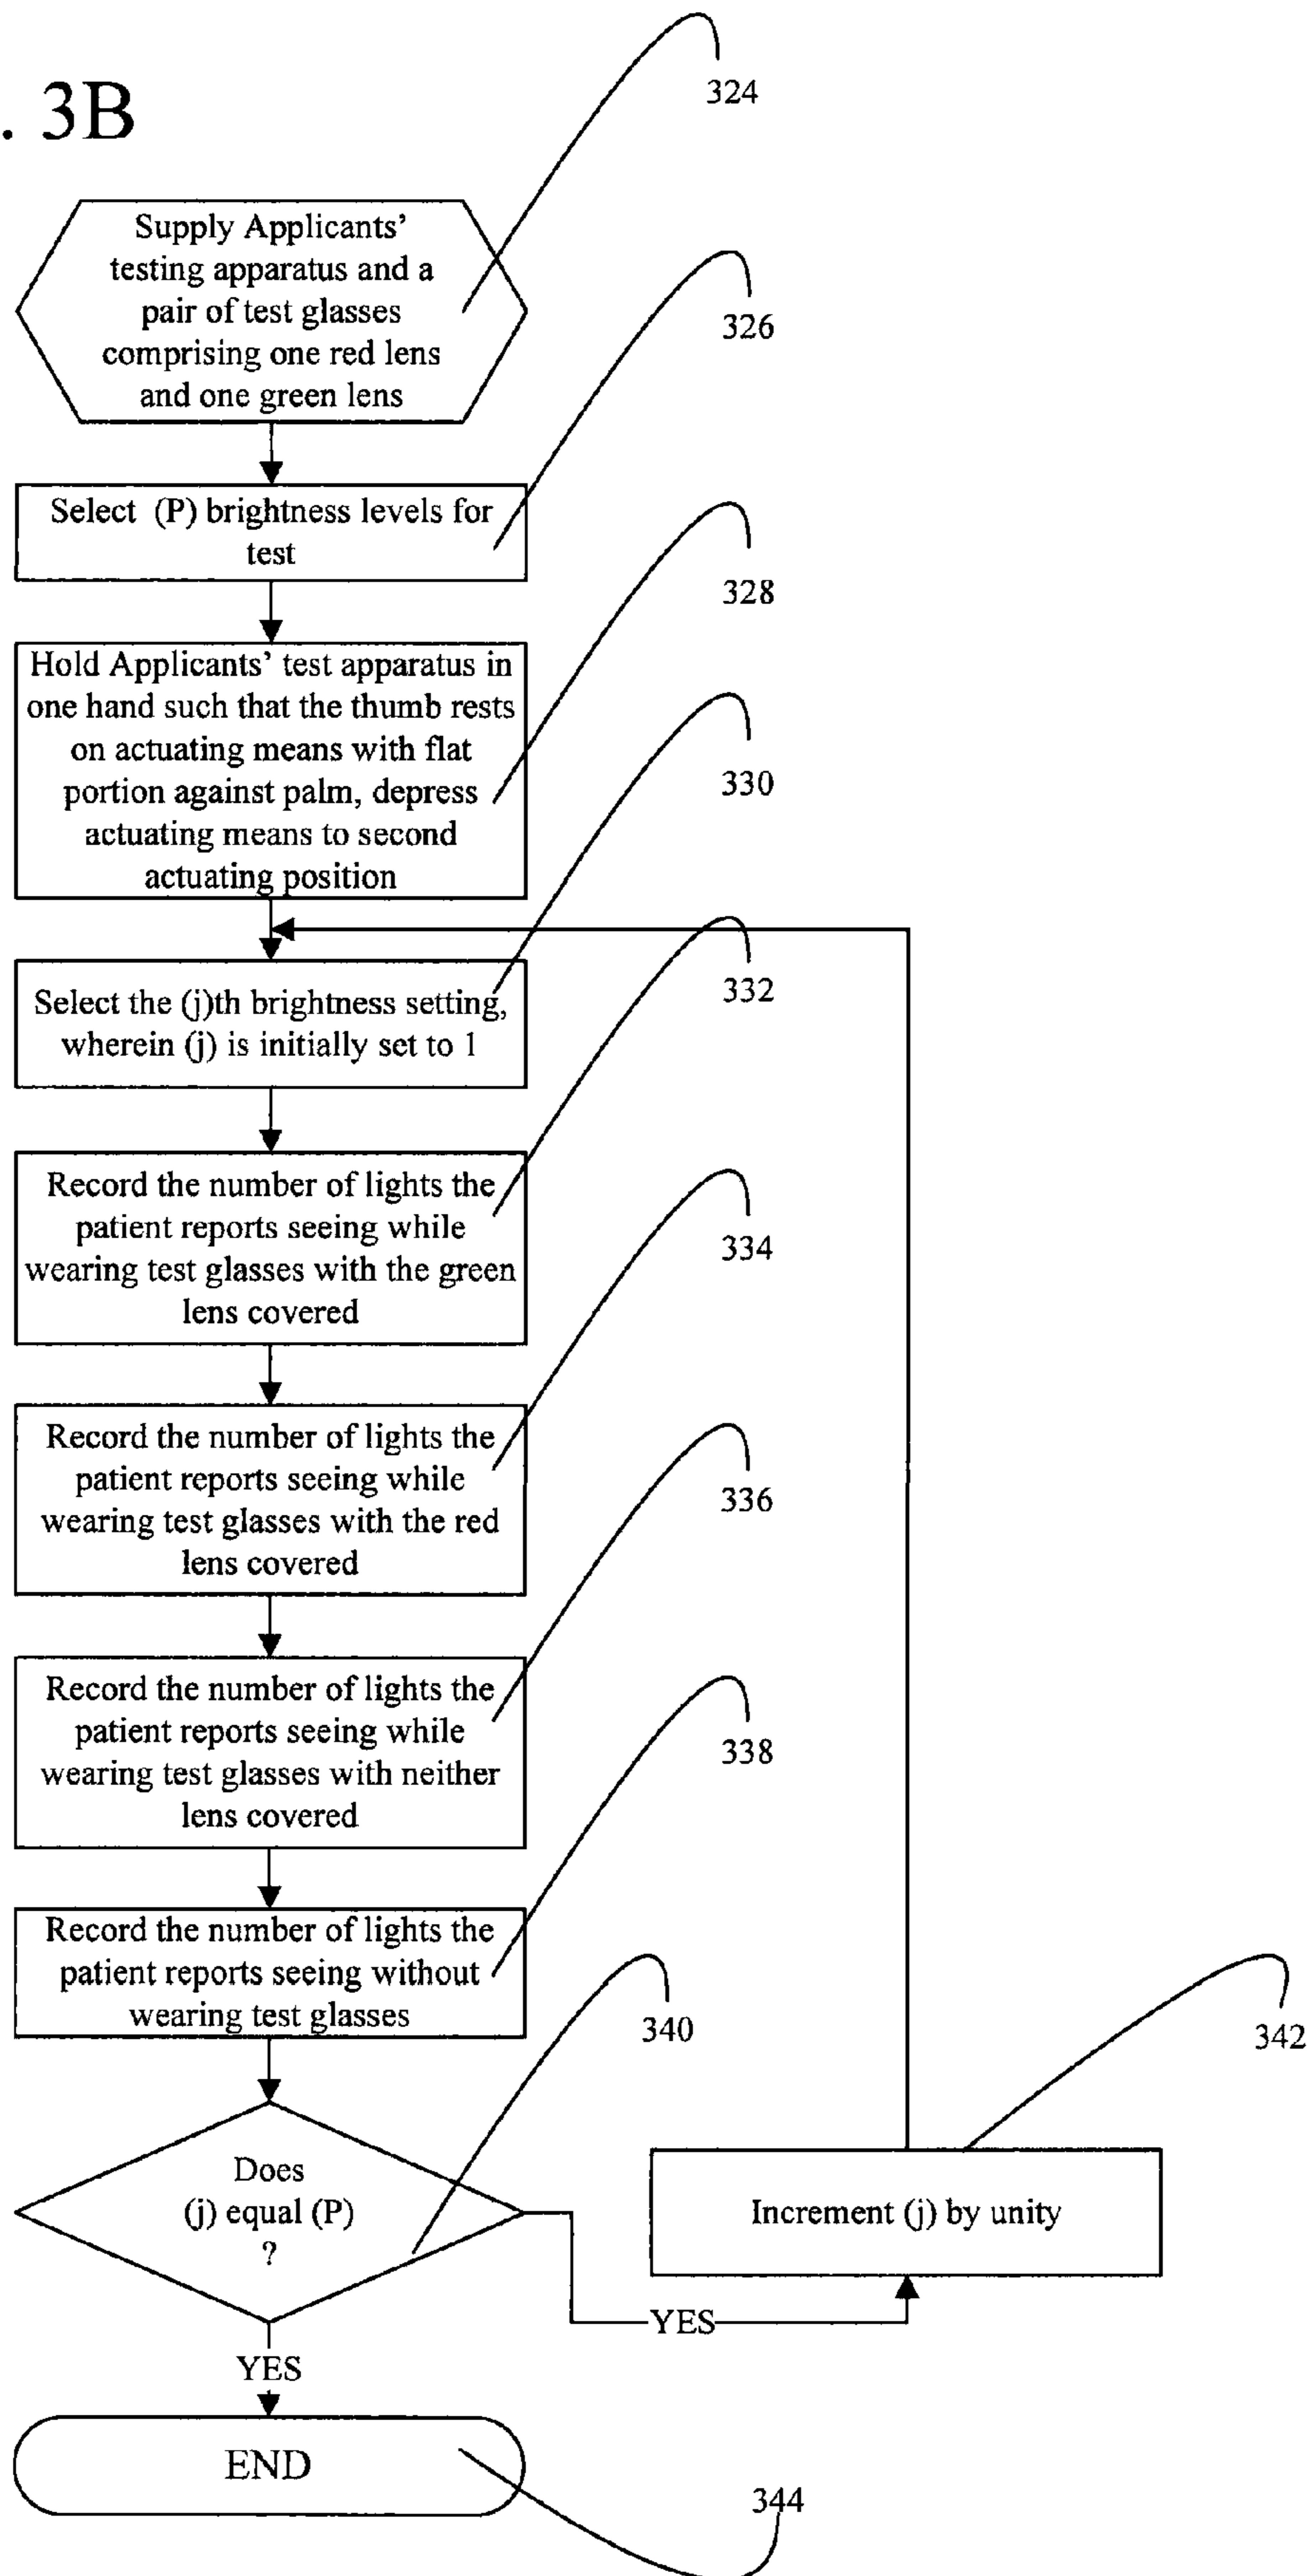 . 3B
324
Supply Applicants'
testing apparatus and a
pair of test glasses
comprising one red lens
and one green lens
326
Select (P) brightness levels for
test
328
Hold Applicants' test apparatus in
one hand such that the thumb rests
on actuating means with flat
portion against palm, depress
actuating means to second
actuating position
330
Select the (j)th brightness setting,
wherein (j) is initially set to 1
332
Record the number of lights the
patient reports seeing while
wearing test glasses with the green
lens covered
334
Record the number of lights the
patient reports seeing while
wearing test glasses with the red
lens covered
336
Record the number of lights the
patient reports seeing while
wearing test glasses with neither
lens covered
338
Record the number of lights the
patient reports seeing without
wearing test glasses
340
342
Does
(j) equal (P)
?
Increment (j) by unity
YES
YES
END
344